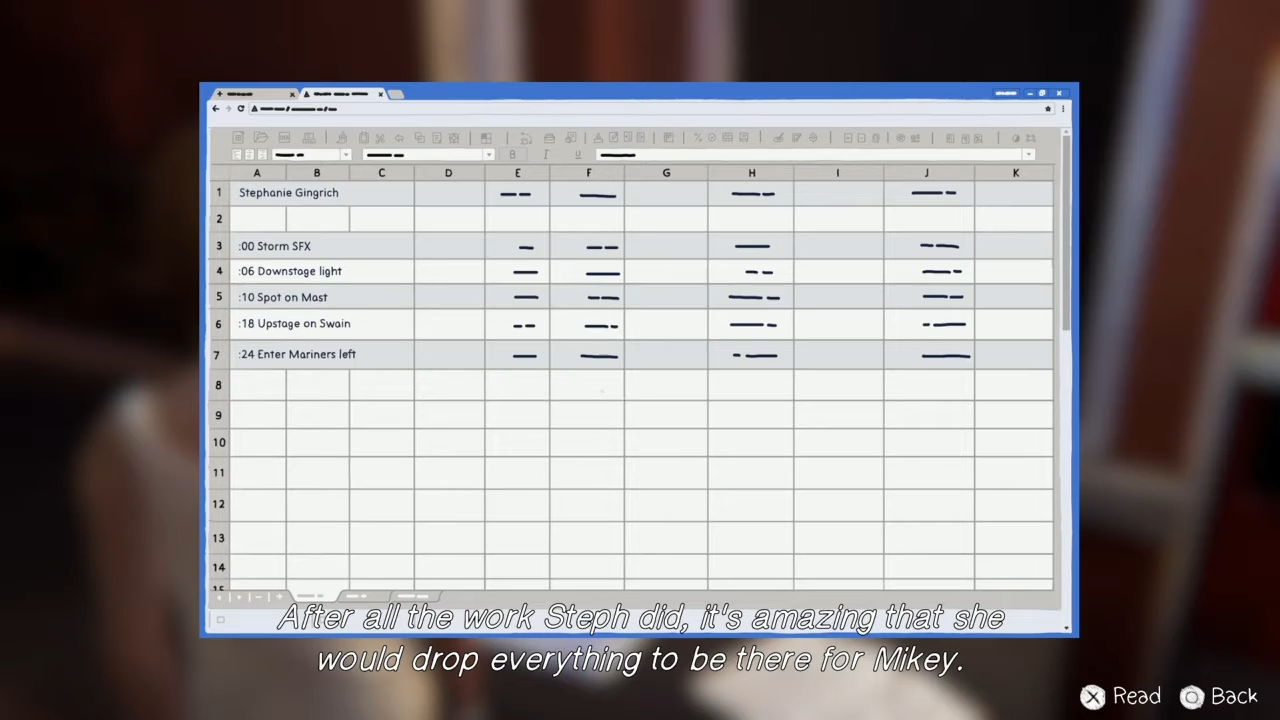 A B C D E F G H I J K
1 Stephanie Gingrich
2
3 :00 Storm SFX
4 :06 Downstage light
5 :10 Spot on Mast
6 :18 Upstage on Swain
7 :24 Enter Mariners left
8
9
10
11
12
13
14
15
After all the work Steph did, it's amazing that she
would drop everything to be there for Mikey.
X Read O Back